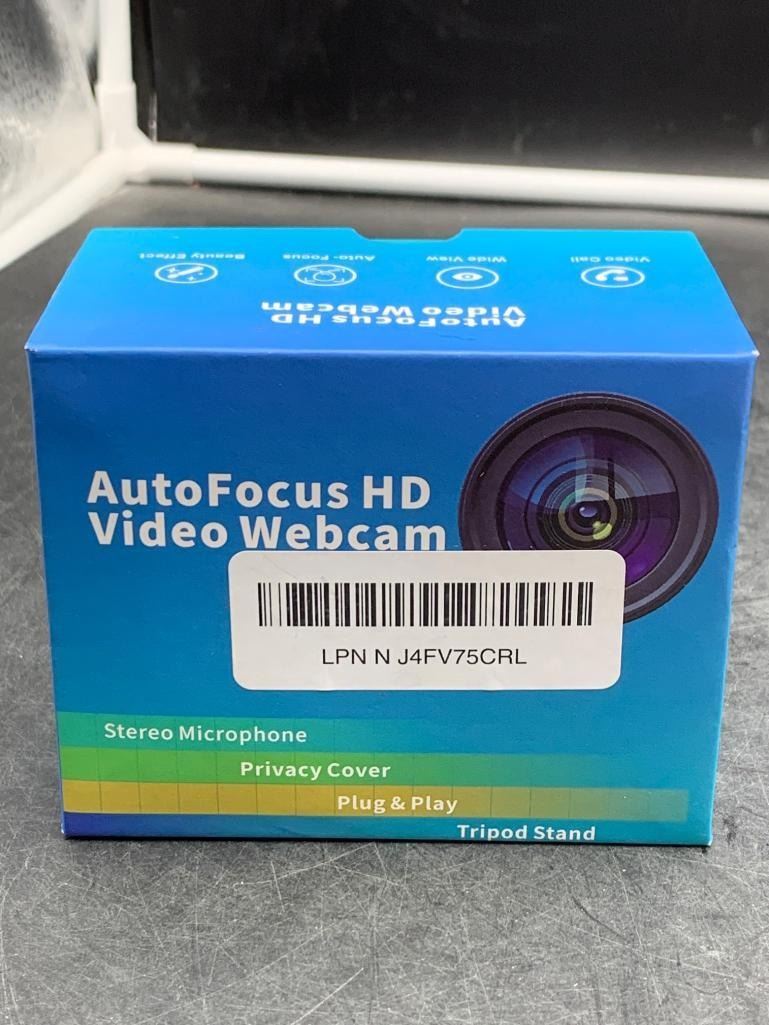 Beauty Effect
Auto-Focus
Wide View
Video Call
AutoFocus HD
Video Webcam
AutoFocus HD
Video Webcam
LPN N J4FV75CRL
Stereo Microphone
Privacy Cover
Plug & Play
Tripod Stand